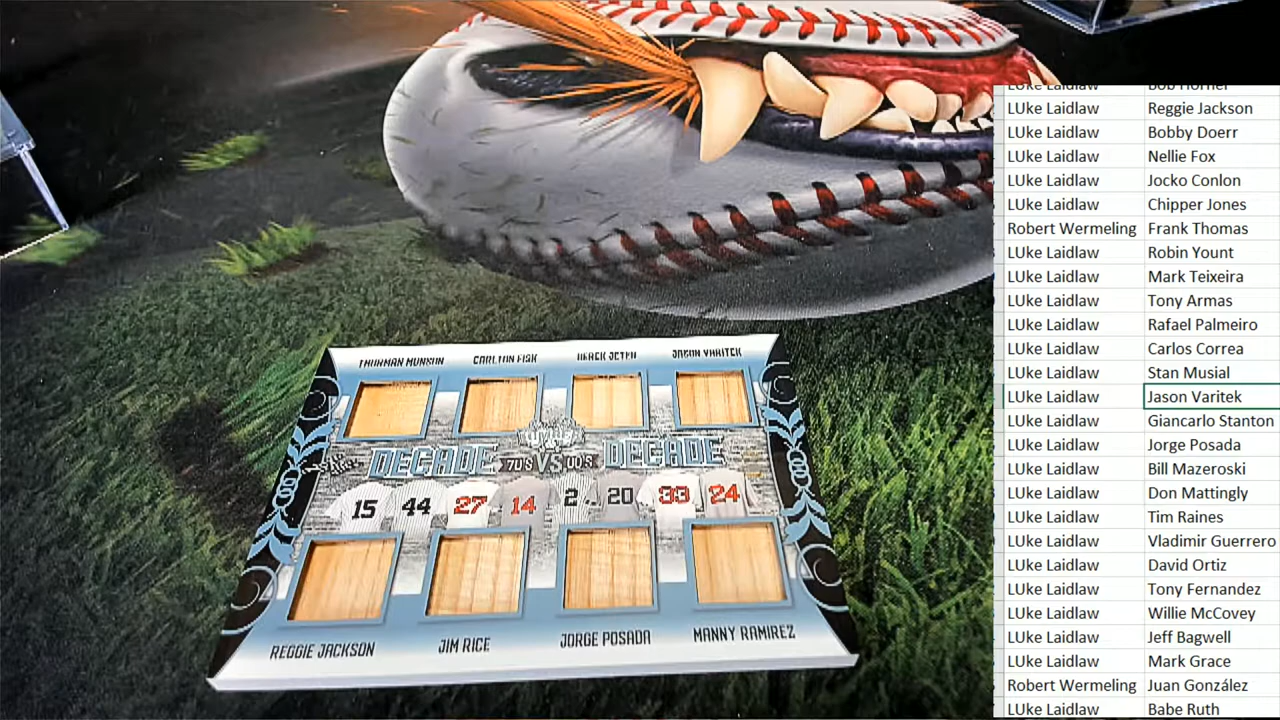 LUke Laidlaw Bob Horner
LUke Laidlaw Reggie Jackson
LUke Laidlaw Bobby Doerr
LUke Laidlaw Nellie Fox
LUke Laidlaw Jocko Conlon
LUke Laidlaw Chipper Jones
Robert Wermeling Frank Thomas
LUke Laidlaw Robin Yount
LUke Laidlaw Mark Teixeira
LUke Laidlaw Tony Armas
LUke Laidlaw Rafael Palmeiro
LUke Laidlaw Carlos Correa
LUke Laidlaw Stan Musial
LUke Laidlaw Jason Varitek
LUke Laidlaw Giancarlo Stanton
LUke Laidlaw Jorge Posada
LUke Laidlaw Bill Mazeroski
LUke Laidlaw Don Mattingly
LUke Laidlaw Tim Raines
LUke Laidlaw Vladimir Guerrero
LUke Laidlaw David Ortiz
LUke Laidlaw Tony Fernandez
LUke Laidlaw Willie McCovey
LUke Laidlaw Jeff Bagwell
LUke Laidlaw Mark Grace
Robert Wermeling Juan González
LUke Laidlaw Babe Ruth
THURMAN MUNSON CARLTON FISK DEREK JETER JASON VARITEK
DECADE 70'S VS 00'S DECADE
15 44 27 14 2 20 33 24
REGGIE JACKSON JIM RICE JORGE POSADA MANNY RAMIREZ